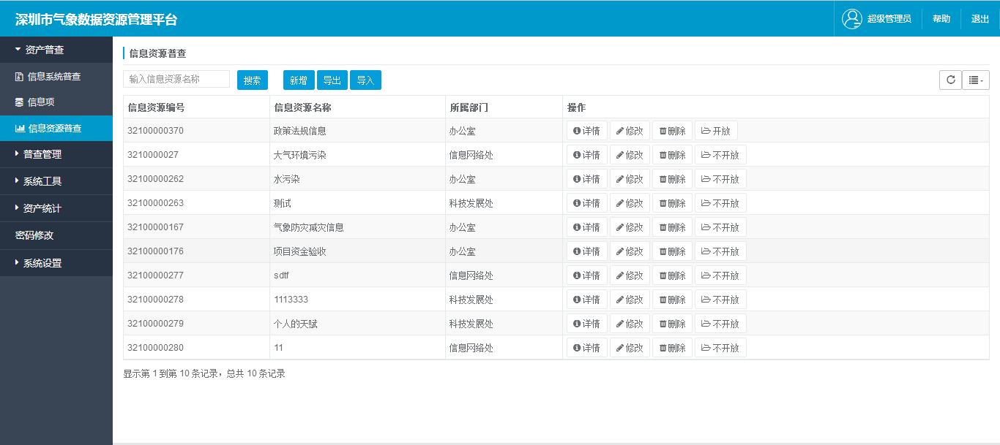 深圳市气象数据资源管理平台
超级管理员 帮助 退出
资产普查
信息系统普查
信息项
信息资源普查
普查管理
系统工具
资产统计
密码修改
系统设置
信息资源普查
输入信息资源名称 搜索 新增 导出 导入
信息资源编号 信息资源名称 所属部门 操作
32100000370 政策法规信息 办公室 详情 修改 删除 开放
3210000027 大气环境污染 信息网络处 详情 修改 删除 不开放
32100000262 水污染 办公室 详情 修改 删除 不开放
32100000263 测试 科技发展处 详情 修改 删除 不开放
32100000167 气象防灾减灾信息 办公室 详情 修改 删除 不开放
32100000176 项目资金验收 办公室 详情 修改 删除 不开放
32100000277 sdtf 信息网络处 详情 修改 删除 不开放
32100000278 1113333 科技发展处 详情 修改 删除 不开放
32100000279 个人的天赋 科技发展处 详情 修改 删除 不开放
32100000280 11 信息网络处 详情 修改 删除 不开放
显示第 1 到第 10 条记录，总共 10 条记录